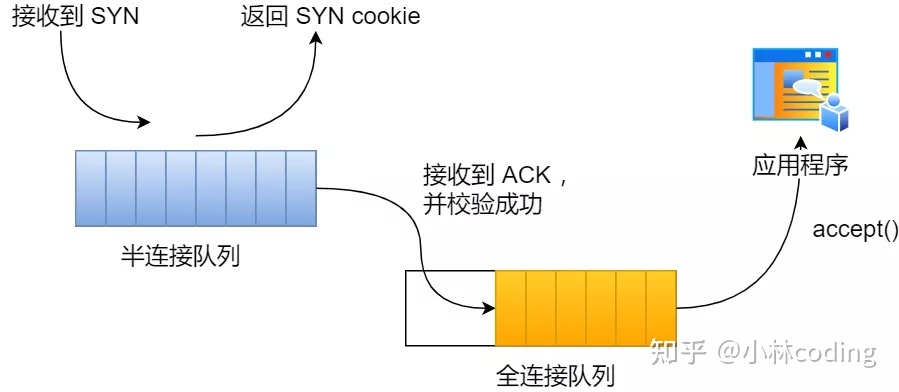 接收到 SYN
返回 SYN cookie
接收到 ACK，
并校验成功
应用程序
accept()
半连接队列
全连接队列
知乎 @小林coding